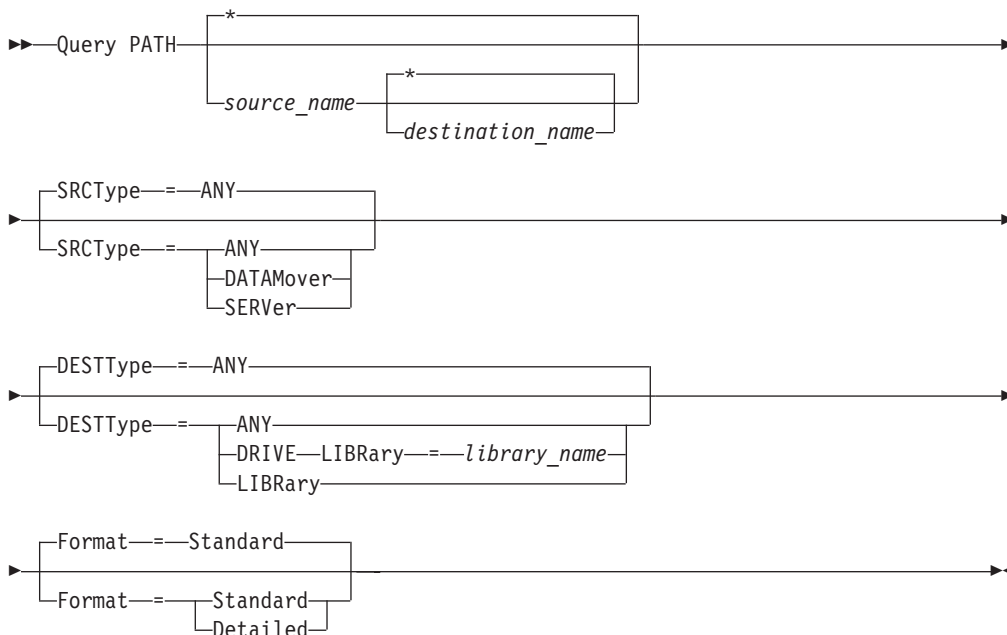 *
Query PATH
*
source_name
destination_name
SRCType = ANY
SRCType = ANY
DATAMover
SERVer
DESTType = ANY
DESTType = ANY
DRIVE LIBRary = library_name
LIBRary
Format = Standard
Format = Standard
Detailed